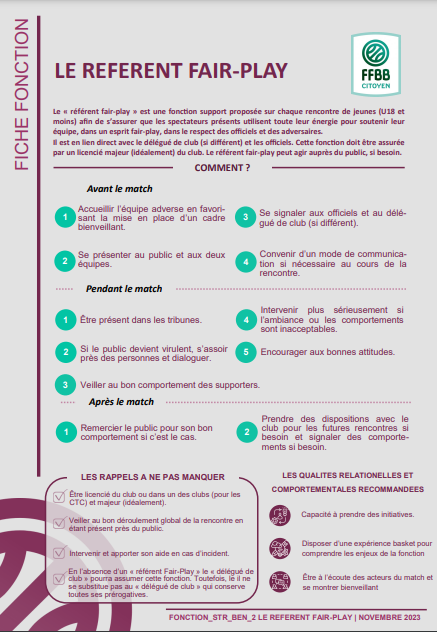 FICHE FONCTION
LE REFERENT FAIR-PLAY
FFBB
CITOYEN
Le « référent fair-play » est une fonction support proposée sur chaque rencontre de jeunes (U18 et
moins) afin de s'assurer que les spectateurs présents utilisent toute leur énergie pour soutenir leur
équipe, dans un esprit fair-play, dans le respect des officiels et des adversaires.
Il est en lien direct avec le délégué de club (si différent) et les officiels. Cette fonction doit être assurée
par un licencié majeur (idéalement) du club. Le référent fair-play peut agir auprès du public, si besoin.
COMMENT ?
Avant le match
1 Accueillir l'équipe adverse en favori-
sant la mise en place d'un cadre
bienveillant.
2 Se présenter au public et aux deux
équipes.
3 Se signaler aux officiels et au délé-
gué de club (si différent).
4 Convenir d'un mode de communica-
tion si nécessaire au cours de la
rencontre.
Pendant le match
1 Être présent dans les tribunes.
2 Si le public devient virulent, s'assoir
près des personnes et dialoguer.
3 Veiller au bon comportement des supporters.
4 Intervenir plus sérieusement si
l'ambiance ou les comportements
sont inacceptables.
5 Encourager aux bonnes attitudes.
Après le match
1 Remercier le public pour son bon
comportement si c'est le cas.
2 Prendre des dispositions avec le
club pour les futures rencontres si
besoin et signaler des comporte-
ments si besoin.
LES RAPPELS A NE PAS MANQUER
Être licencié du club ou dans un des clubs (pour les
CTC) et majeur (idéalement).
Veiller au bon déroulement global de la rencontre en
étant présent près du public.
Intervenir et apporter son aide en cas d'incident.
En l'absence d'un « référent Fair-Play » le « délégué de
club » pourra assumer cette fonction. Toutefois, le il ne
se substitue pas au « délégué de club » qui conserve
toutes ses prérogatives.
LES QUALITES RELATIONELLES ET
COMPORTEMENTALES RECOMMANDEES
Capacité à prendre des initiatives.
Disposer d'une expérience basket pour
comprendre les enjeux de la fonction
Être à l'écoute des acteurs du match et
se montrer bienveillant
FONCTION_STR_BEN_2 LE REFERENT FAIR-PLAY | NOVEMBRE 2023